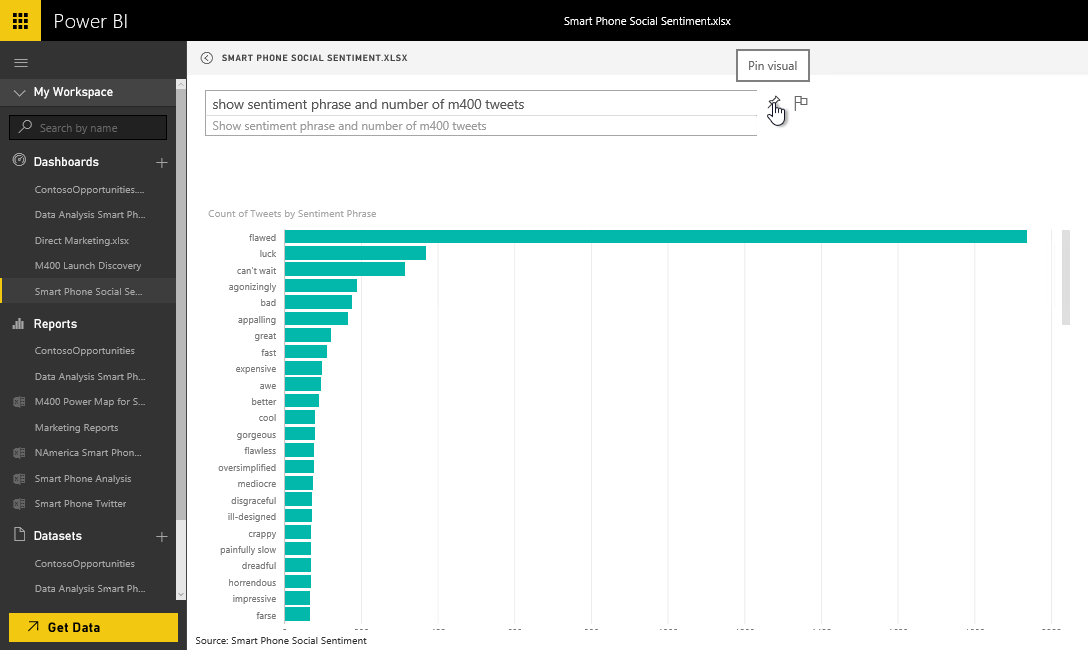 Power BI
Smart Phone Social Sentiment.xlsx
SMART PHONE SOCIAL SENTIMENT.XLSX
Pin visual
My Workspace
Search by name
Dashboards
ContosoOpportunities....
Data Analysis Smart Ph...
Direct Marketing.xlsx
M400 Launch Discovery
Smart Phone Social Se...
Reports
ContosoOpportunities
Data Analysis Smart Ph...
M400 Power Map for S...
Marketing Reports
NAmerica Smart Phon...
Smart Phone Analysis
Smart Phone Twitter
Datasets
ContosoOpportunities
Data Analysis Smart Ph...
Get Data
show sentiment phrase and number of m400 tweets
Show sentiment phrase and number of m400 tweets
Count of Tweets by Sentiment Phrase
flawed
luck
can't wait
agonizingly
bad
appalling
great
fast
expensive
awe
better
cool
gorgeous
flawless
oversimplified
mediocre
disgraceful
ill-designed
crappy
painfully slow
dreadful
horrendous
impressive
farse
Source: Smart Phone Social Sentiment